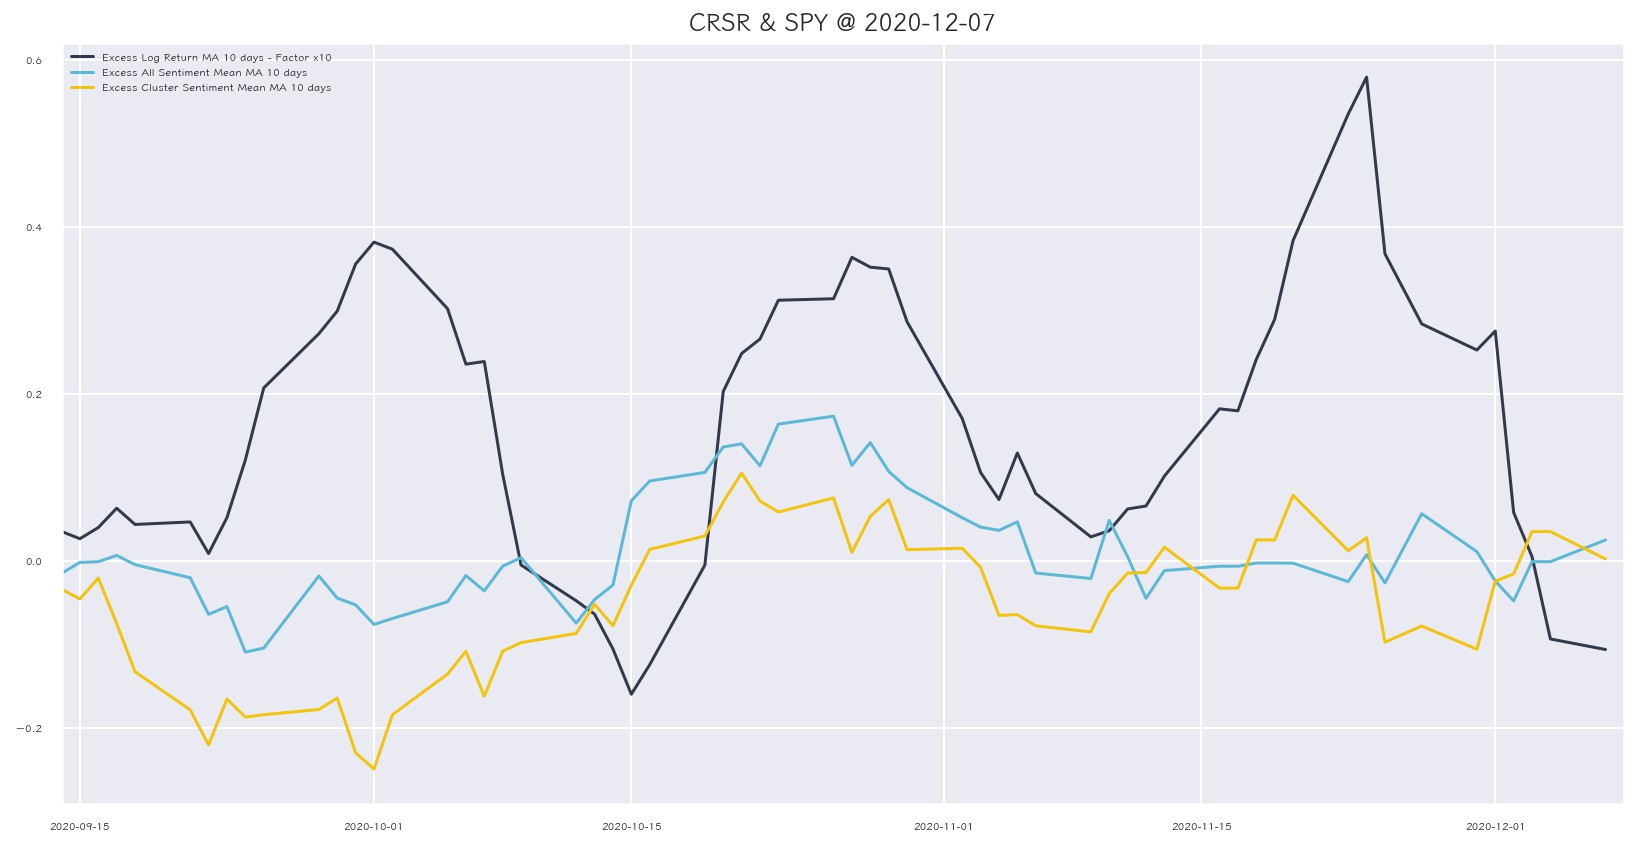 CRSR & SPY @ 2020-12-07
Excess Log Return MA 10 days - Factor x10
Excess All Sentiment Mean MA 10 days
Excess Cluster Sentiment Mean MA 10 days
0.6
0.4
0.2
0.0
−0.2
2020-09-15 2020-10-01 2020-10-15 2020-11-01 2020-11-15 2020-12-01